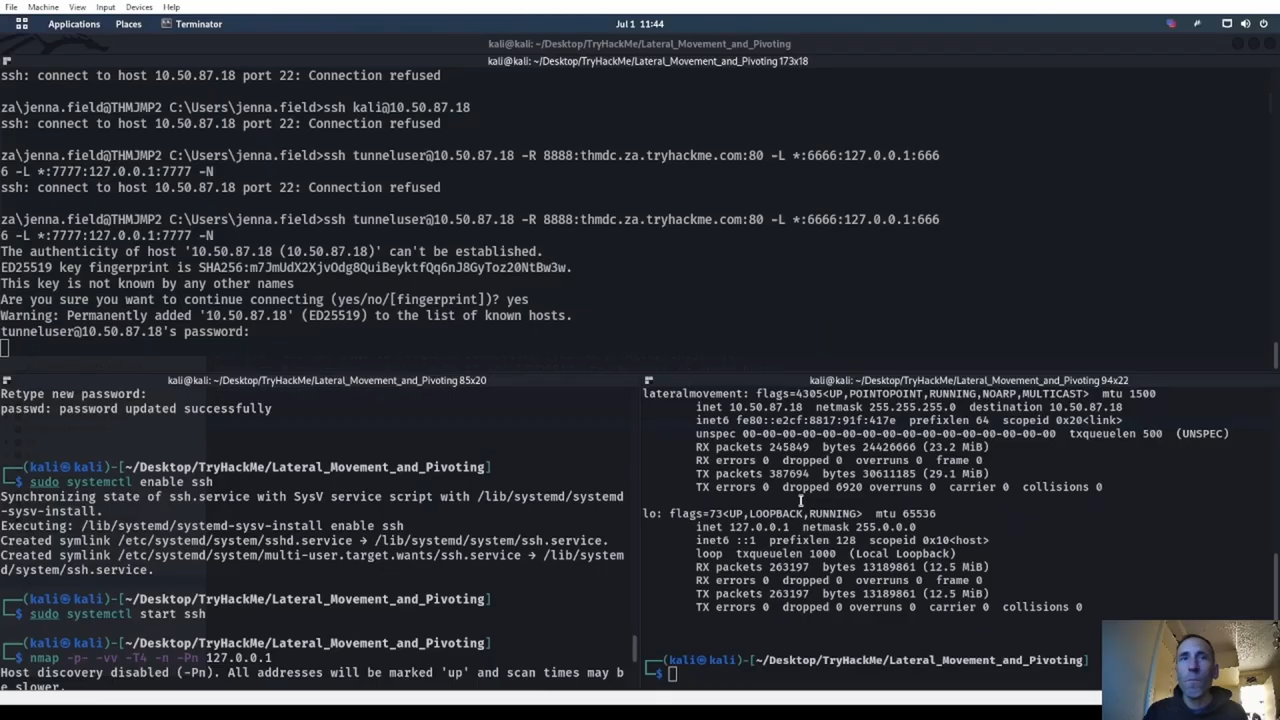 File Machine View Input Devices Help
Applications Places Terminator Jul 1 11:44
kali@kali: ~/Desktop/TryHackMe/Lateral_Movement_and_Pivoting
kali@kali: ~/Desktop/TryHackMe/Lateral_Movement_and_Pivoting 173x18
ssh: connect to host 10.50.87.18 port 22: Connection refused
za\jenna.field@THMJMP2 C:\Users\jenna.field>ssh kali@10.50.87.18
ssh: connect to host 10.50.87.18 port 22: Connection refused
za\jenna.field@THMJMP2 C:\Users\jenna.field>ssh tunneluser@10.50.87.18 -R 8888:thmdc.za.tryhackme.com:80 -L *:6666:127.0.0.1:666
6 -L *:7777:127.0.0.1:7777 -N
ssh: connect to host 10.50.87.18 port 22: Connection refused
za\jenna.field@THMJMP2 C:\Users\jenna.field>ssh tunneluser@10.50.87.18 -R 8888:thmdc.za.tryhackme.com:80 -L *:6666:127.0.0.1:666
6 -L *:7777:127.0.0.1:7777 -N
The authenticity of host '10.50.87.18 (10.50.87.18)' can't be established.
ED25519 key fingerprint is SHA256:m7JmUdX2XjvOdg8QuiBeyktfQq6nJ8GyToz20NtBw3w.
This key is not known by any other names
Are you sure you want to continue connecting (yes/no/[fingerprint])? yes
Warning: Permanently added '10.50.87.18' (ED25519) to the list of known hosts.
tunneluser@10.50.87.18's password:
kali@kali: ~/Desktop/TryHackMe/Lateral_Movement_and_Pivoting 85x20
Retype new password:
passwd: password updated successfully
┌──(kali㉿kali)-[~/Desktop/TryHackMe/Lateral_Movement_and_Pivoting]
└─$ sudo systemctl enable ssh
Synchronizing state of ssh.service with SysV service script with /lib/systemd/systemd
-sysv-install.
Executing: /lib/systemd/systemd-sysv-install enable ssh
Created symlink /etc/systemd/system/sshd.service → /lib/systemd/system/ssh.service.
Created symlink /etc/systemd/system/multi-user.target.wants/ssh.service → /lib/system
d/system/ssh.service.
┌──(kali㉿kali)-[~/Desktop/TryHackMe/Lateral_Movement_and_Pivoting]
└─$ sudo systemctl start ssh
┌──(kali㉿kali)-[~/Desktop/TryHackMe/Lateral_Movement_and_Pivoting]
└─$ nmap -p- -vv -T4 -n -Pn 127.0.0.1
Host discovery disabled (-Pn). All addresses will be marked 'up' and scan times may b
e slower.
kali@kali: ~/Desktop/TryHackMe/Lateral_Movement_and_Pivoting 94x22
lateralmovement: flags=4305<UP,POINTOPOINT,RUNNING,NOARP,MULTICAST> mtu 1500
inet 10.50.87.18 netmask 255.255.255.0 destination 10.50.87.18
inet6 fe80::e2cf:8817:91f:417e prefixlen 64 scopeid 0x20<link>
unspec 00-00-00-00-00-00-00-00-00-00-00-00-00-00-00-00 txqueuelen 500 (UNSPEC)
RX packets 245849 bytes 24426666 (23.2 MiB)
RX errors 0 dropped 0 overruns 0 frame 0
TX packets 387694 bytes 30611185 (29.1 MiB)
TX errors 0 dropped 6920 overruns 0 carrier 0 collisions 0
lo: flags=73<UP,LOOPBACK,RUNNING> mtu 65536
inet 127.0.0.1 netmask 255.0.0.0
inet6 ::1 prefixlen 128 scopeid 0x10<host>
loop txqueuelen 1000 (Local Loopback)
RX packets 263197 bytes 13189861 (12.5 MiB)
RX errors 0 dropped 0 overruns 0 frame 0
TX packets 263197 bytes 13189861 (12.5 MiB)
TX errors 0 dropped 0 overruns 0 carrier 0 collisions 0
┌──(kali㉿kali)-[~/Desktop/TryHackMe/Lateral_Movement_and_Pivoting]
└─$